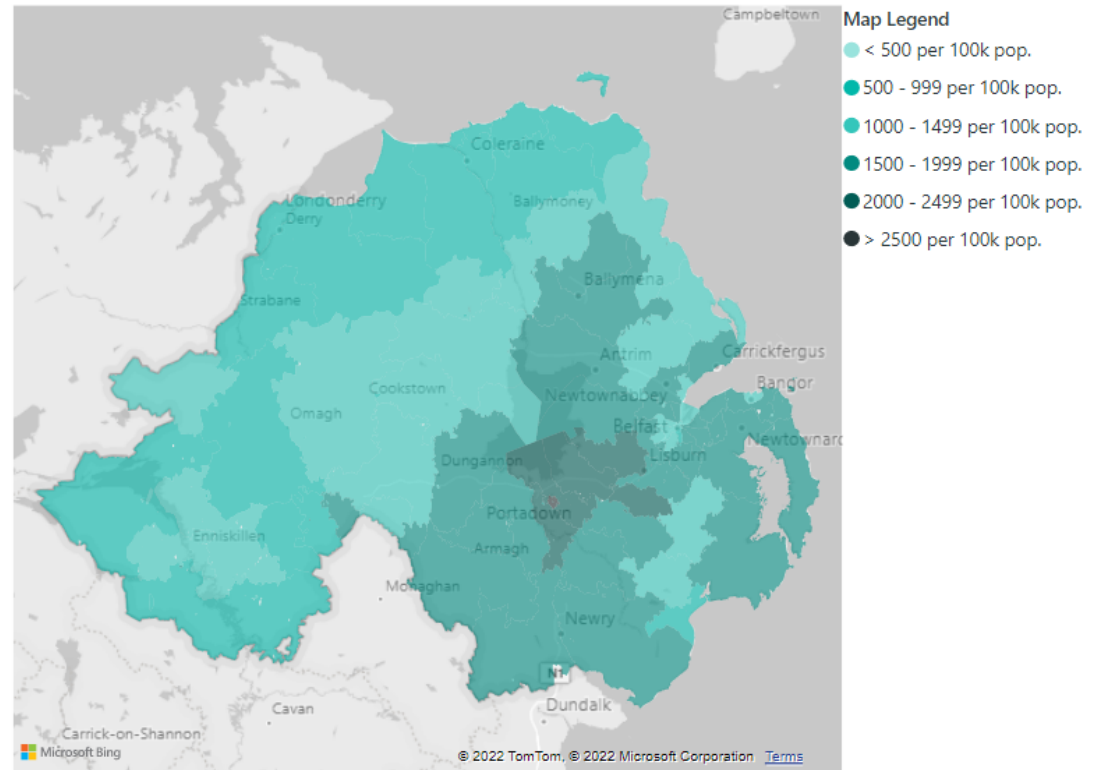 Campbeltown
Map Legend
< 500 per 100k pop.
500 - 999 per 100k pop.
1000 - 1499 per 100k pop.
1500 - 1999 per 100k pop.
2000 - 2499 per 100k pop.
> 2500 per 100k pop.
Coleraine
Londonderry
Derry
Ballymoney
Ballymena
Strabane
Antrim
Carrickfergus
Bangor
Cookstown
Newtownabbey
Omagh
Belfast
Newtownard
Dungannon
Lisburn
Portadown
Enniskillen
Armagh
Monaghan
Newry
N1
Dundalk
Cavan
Carrick-on-Shannon
Microsoft Bing
© 2022 TomTom, © 2022 Microsoft Corporation Terms